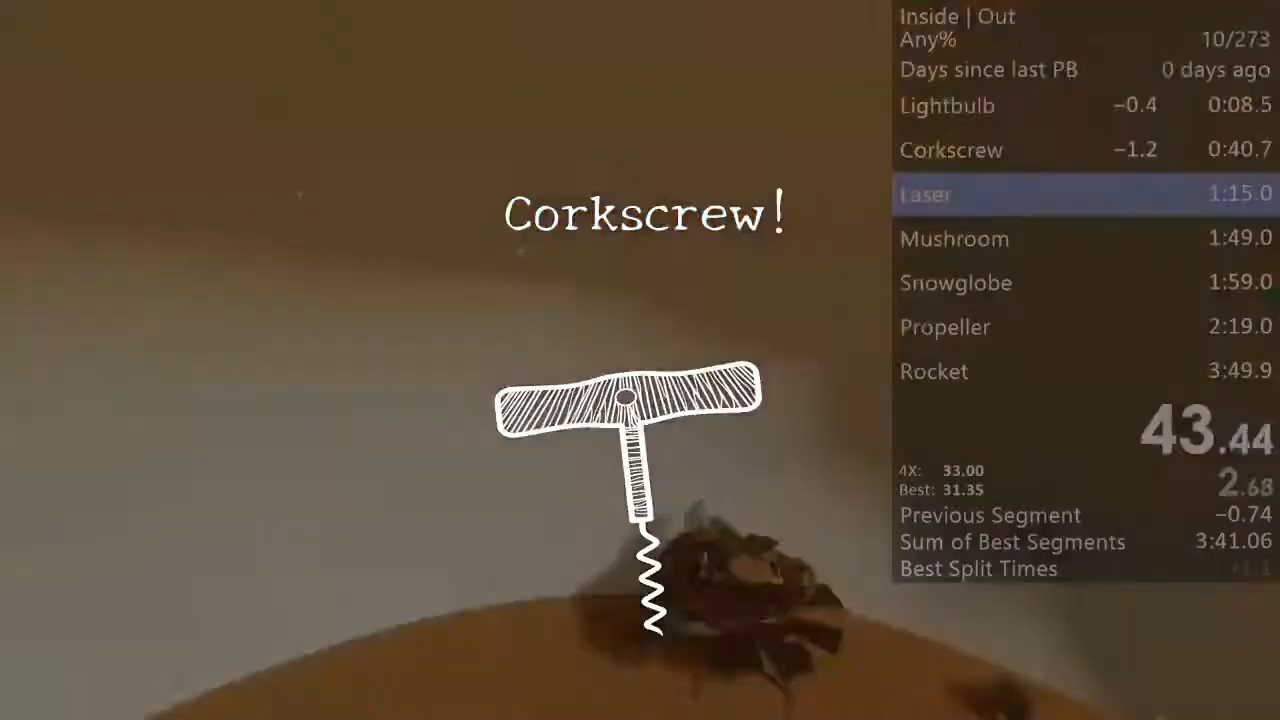 Inside | Out
Any% 10/273
Days since last PB 0 days ago
Lightbulb −0.4 0:08.5
Corkscrew −1.2 0:40.7
Laser 1:15.0
Mushroom 1:49.0
Snowglobe 1:59.0
Propeller 2:19.0
Rocket 3:49.9
43.44
4X: 33.00
Best: 31.35
2.68
Previous Segment −0.74
Sum of Best Segments 3:41.06
Best Split Times
Corkscrew!